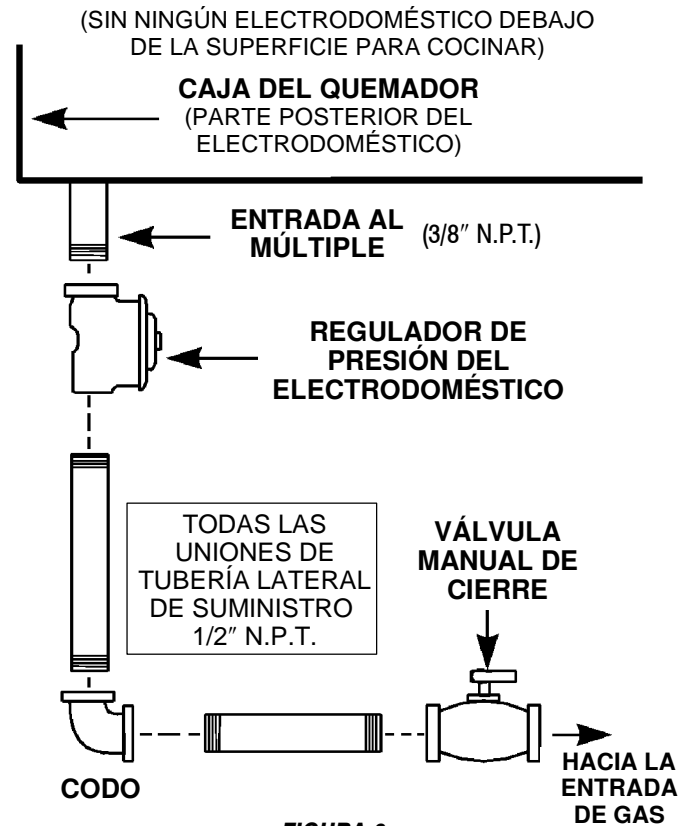 (SIN NINGÚN ELECTRODOMÉSTICO DEBAJO
DE LA SUPERFICIE PARA COCINAR)
CAJA DEL QUEMADOR
(PARTE POSTERIOR DEL
ELECTRODOMÉSTICO)
ENTRADA AL
MÚLTIPLE (3/8″ N.P.T.)
REGULADOR DE
PRESIÓN DEL
ELECTRODOMÉSTICO
TODAS LAS
UNIONES DE
TUBERÍA LATERAL
DE SUMINISTRO
1/2″ N.P.T.
VÁLVULA
MANUAL DE
CIERRE
CODO
HACIA LA
ENTRADA
DE GAS
FIGURA